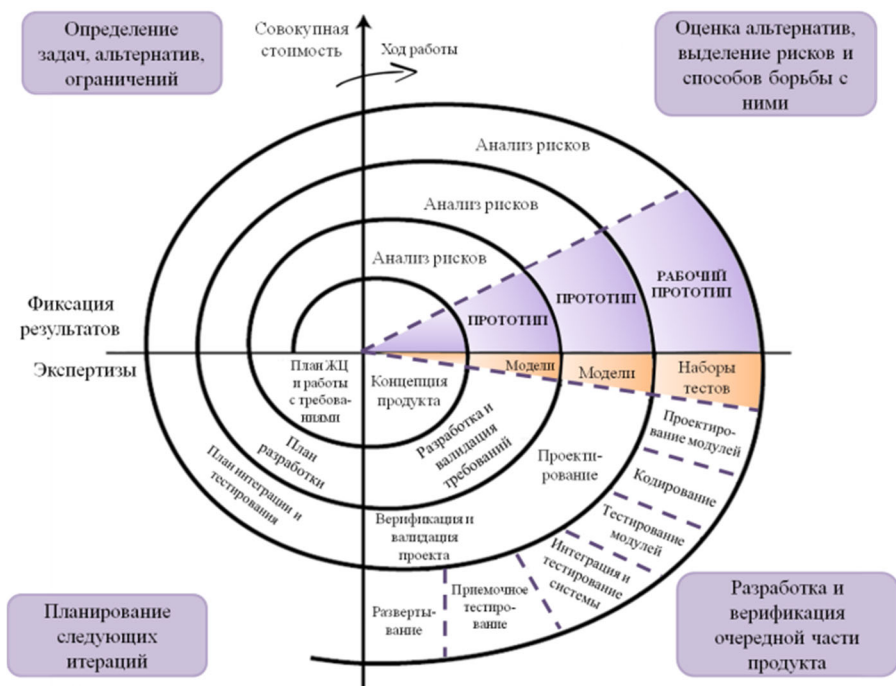 Определение
задач, альтернатив,
ограничений
Совокупная
стоимость
Ход работы
Оценка альтернатив,
выделение рисков и
способов борьбы с
ними
Анализ рисков
Анализ рисков
Анализ рисков
РАБОЧИЙ
ПРОТОТИП
ПРОТОТИП
ПРОТОТИП
Фиксация
результатов
Экспертизы
План ЖЦ
и работы
с требова-
ниями
Концепция
продукта
Модели
Модели
Наборы
тестов
План
разработки
Разработка и
валидация
требований
Проекти-
рование
Проектиро-
вание модулей
Кодирование
Тестирование
модулей
Интеграция и
тестирование
системы
План интеграции и
тестирования
Верификация и
валидация
проекта
Приемочное
тестиро-
вание
Разверты-
вание
Планирование
следующих
итераций
Разработка и
верификация
очередной части
продукта